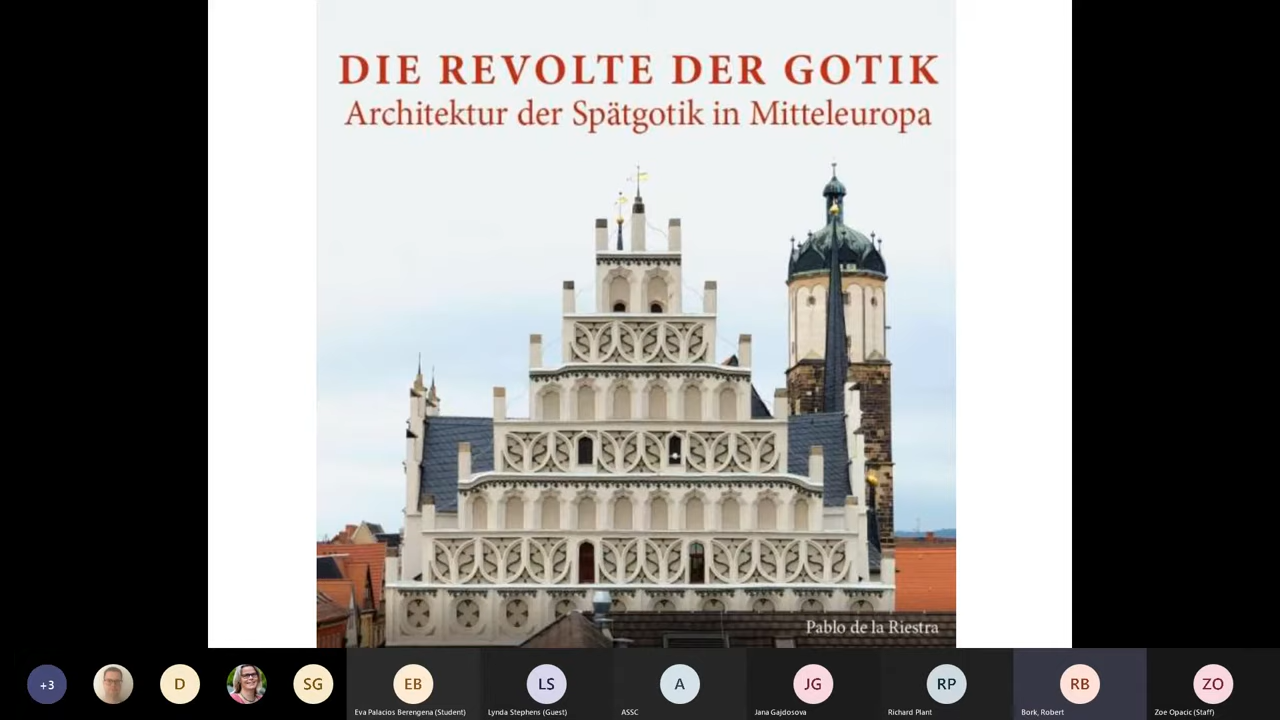 DIE REVOLTE DER GOTIK
Architektur der Spätgotik in Mitteleuropa
Pablo de la Riestra
+3
D
SG
EB
LS
A
JG
RP
RB
ZO
Eva Palacios Berengena (Student)
Lynda Stephens (Guest)
ASSC
Jana Gajdosova
Richard Plant
Bork, Robert
Zoe Opacic (Staff)